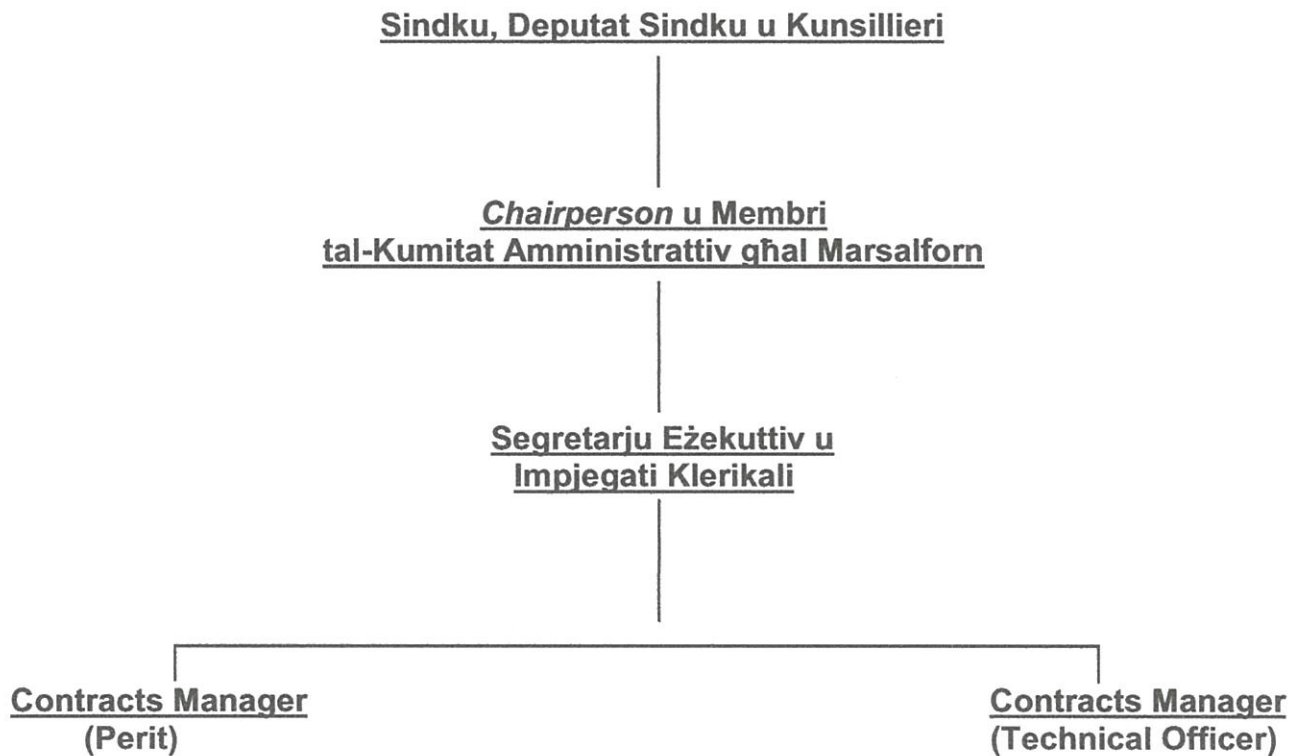 Sindku, Deputat Sindku u Kunsillieri
Chairperson u Membri
tal-Kumitat Amministrattiv għal Marsalforn
Segretarju Eżekuttiv u
Impjegati Klerikali
Contracts Manager
(Perit)
Contracts Manager
(Technical Officer)